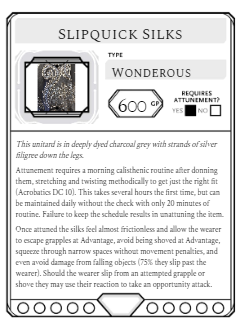 SLIPQUICK SILKS
TYPE
WONDEROUS
600 GP
REQUIRES
ATTUNEMENT?
YES NO
This unitard is in deeply dyed charcoal grey with strands of silver
filigree down the legs.
Attunement requires a morning calisthenic routine after donning
them, stretching and twisting methodically to get just the right fit
(Acrobatics DC 10). This takes several hours the first time, but can
be maintained daily without the check with only 20 minutes of
routine. Failure to keep the schedule results in unattuning the item.
Once attuned the silks feel almost frictionless and allow the wearer
to escape grapples at Advantage, avoid being shoved at Advantage,
squeeze through narrow spaces without movement penalties, and
even avoid damage from falling objects (75% they slip past the
wearer). Should the wearer slip from an attempted grapple or
shove they may use their reaction to take an opportunity attack.